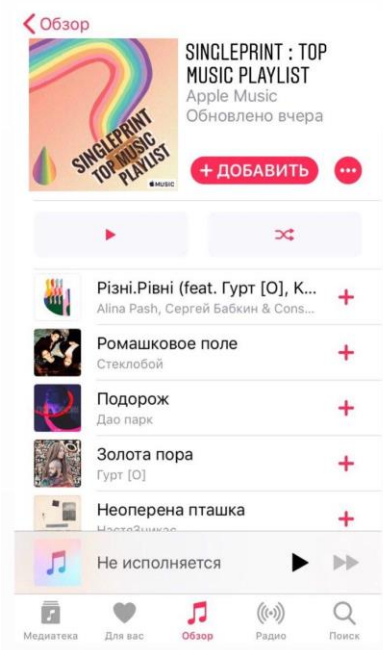 Обзор
SINGLEPRINT
TOP MUSIC
PLAYLIST
MUSIC
SINGLEPRINT : TOP
MUSIC PLAYLIST
Apple Music
Обновлено вчера
+ ДОБАВИТЬ
Різні.Рівні (feat. Гурт [О], K...
Alina Pash, Сергей Бабкин & Cons...
Ромашковое поле
Стеклобой
Подорож
Дао парк
Золота пора
Гурт [О]
Неоперена пташка
НастяЗникає
Не исполняется
Медиатека
Для вас
Обзор
Радио
Поиск